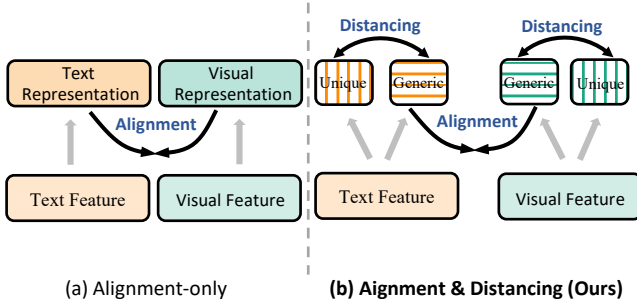 Distancing
Distancing
Text
Representation
Visual
Representation
Unique
Generic
Generic
Unique
Alignment
Alignment
Text Feature
Visual Feature
Text Feature
Visual Feature
(a) Alignment-only
(b) Aignment & Distancing (Ours)